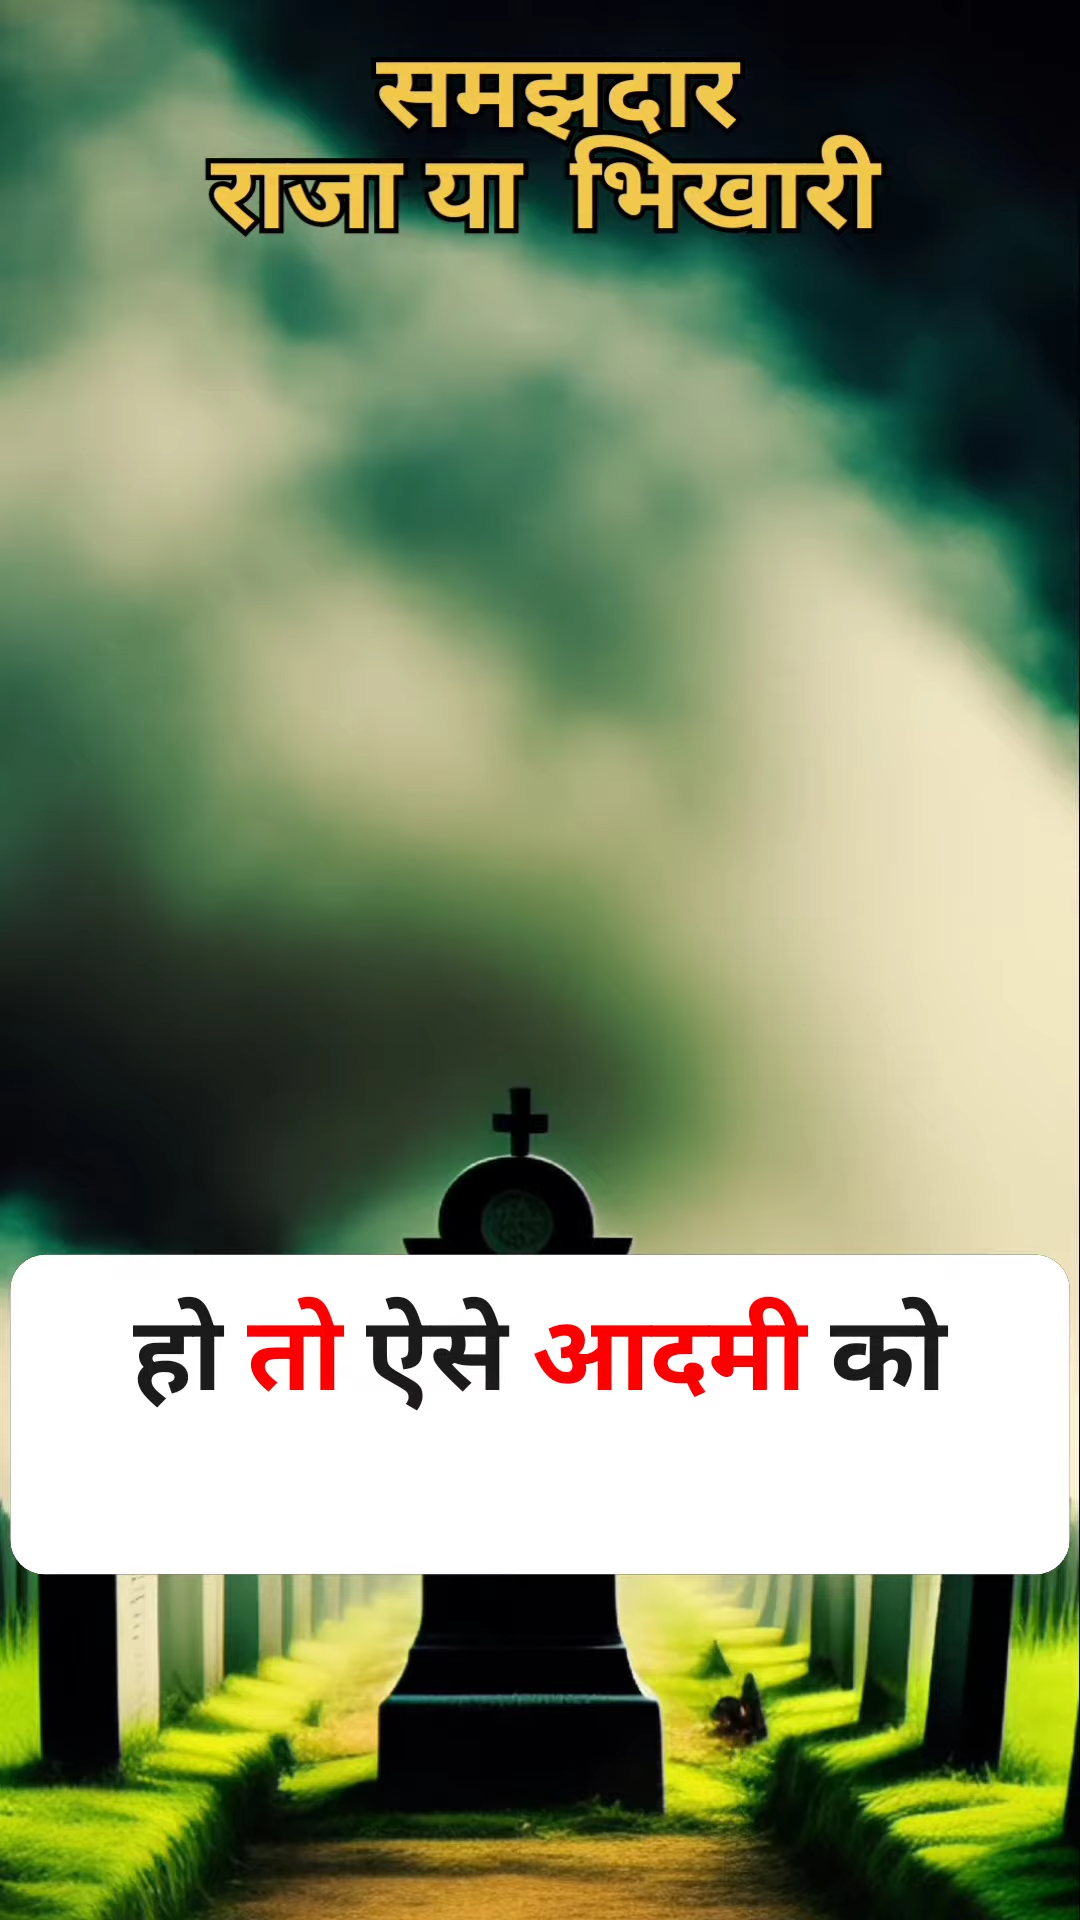 समझदार
राजा या भिखारी
हो तो ऐसे आदमी को